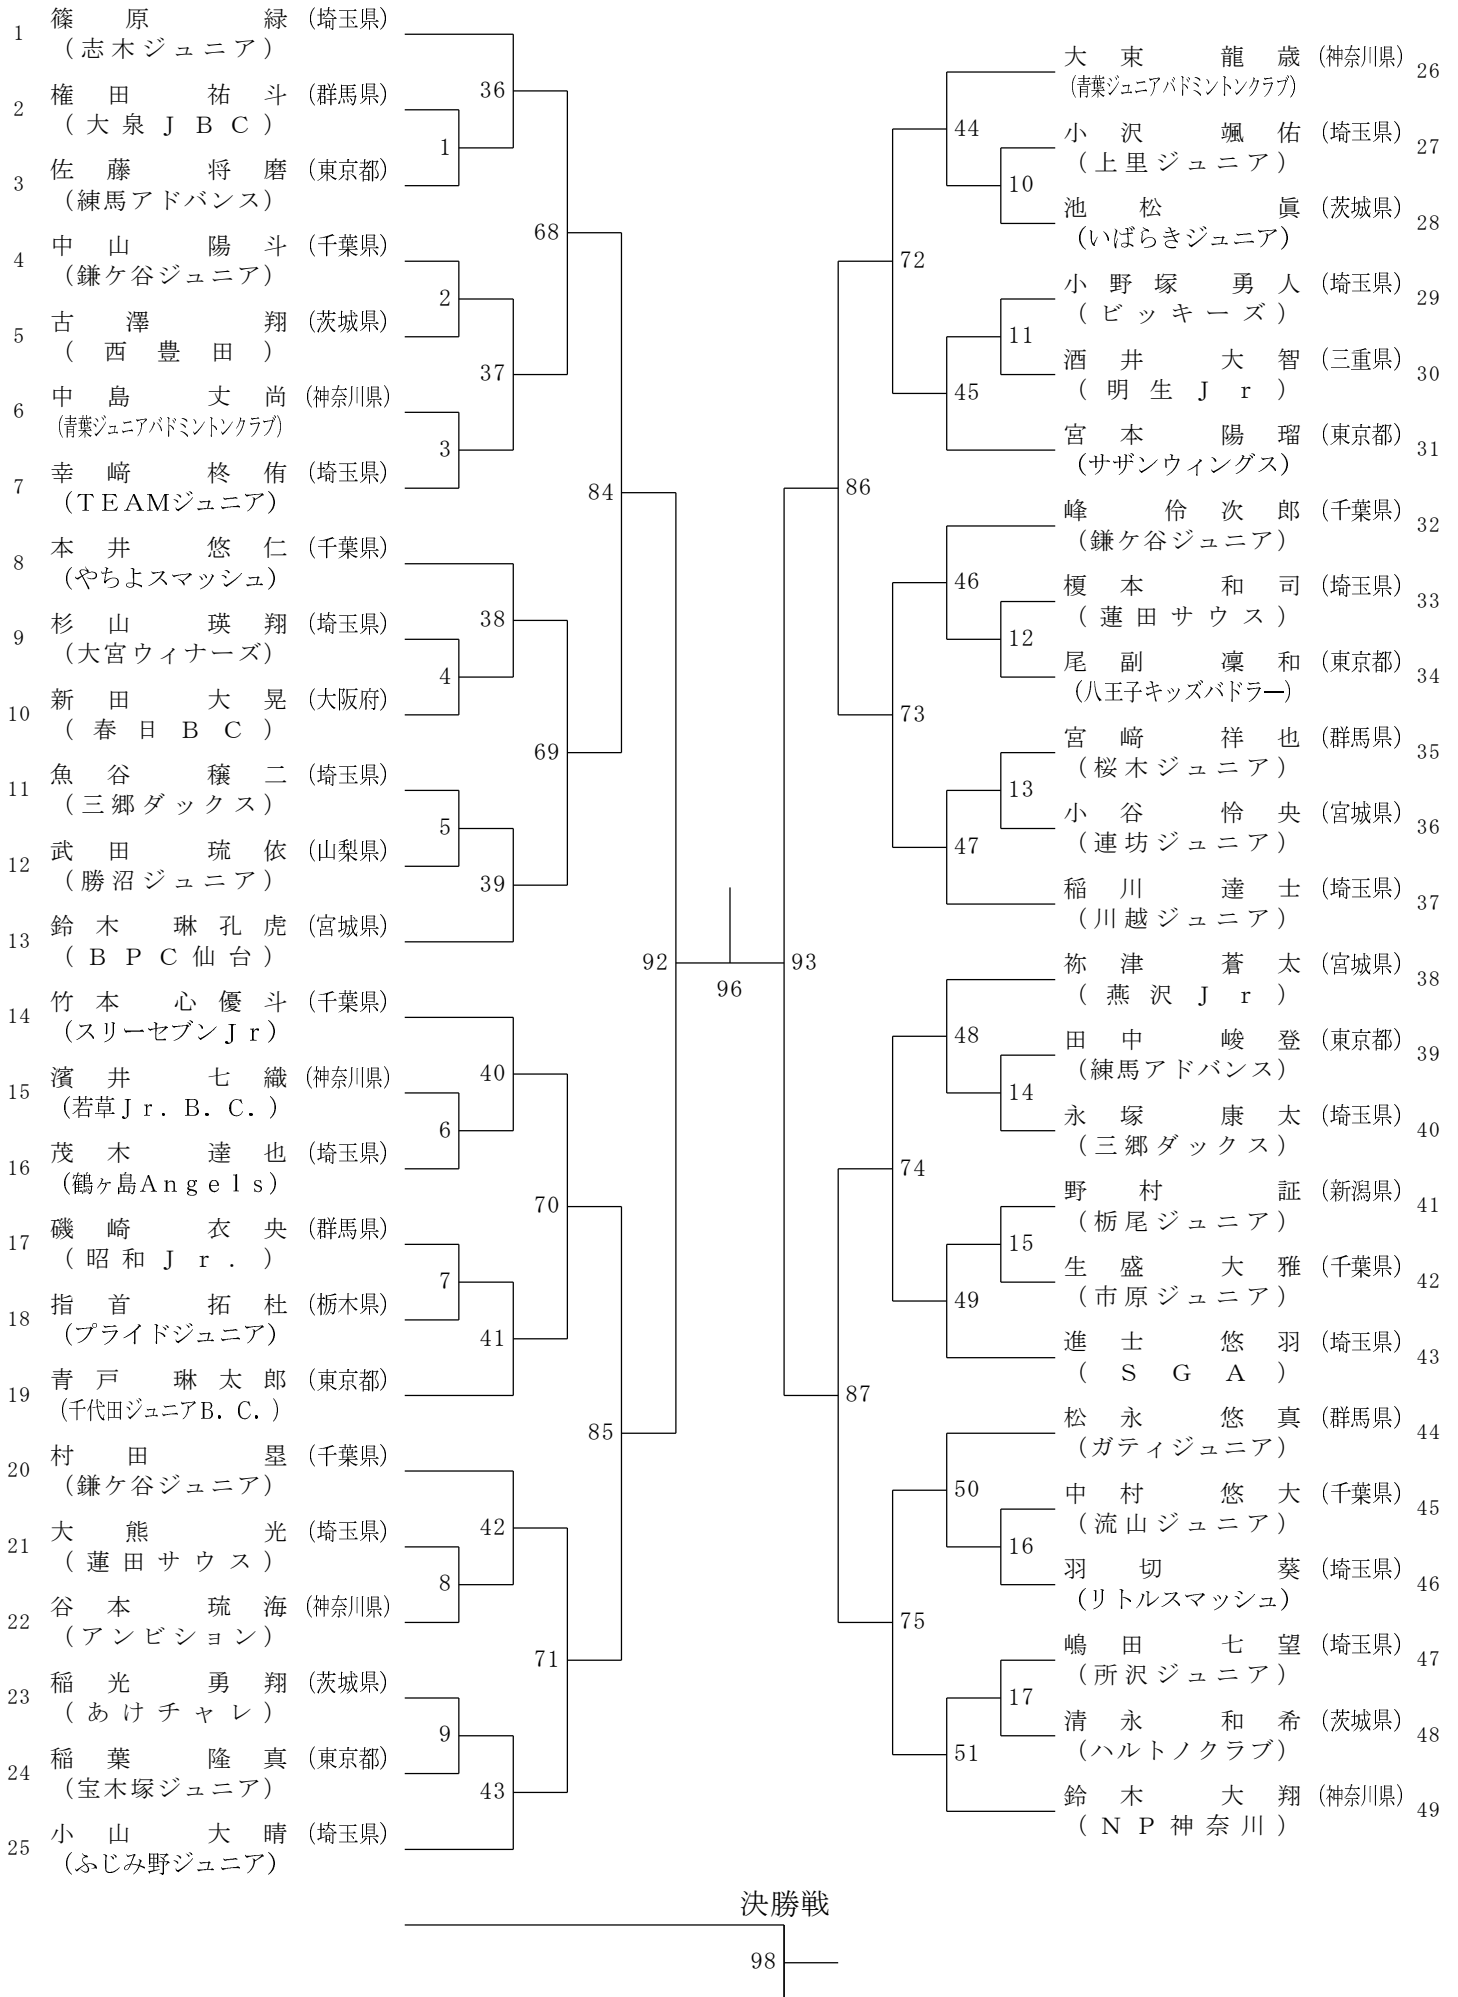 1 篠原 緑 (埼玉県)
(志木ジュニア)
2 権田 祐斗 (群馬県)
(大泉ＪＢＣ)
3 佐藤 将磨 (東京都)
(練馬アドバンス)
4 中山 陽斗 (千葉県)
(鎌ケ谷ジュニア)
5 古澤 翔 (茨城県)
(西豊田)
6 中島 丈尚 (神奈川県)
(青葉ジュニアバドミントンクラブ)
7 幸﨑 柊侑 (埼玉県)
(ＴＥＡＭジュニア)
8 本井 悠仁 (千葉県)
(やちよスマッシュ)
9 杉山 瑛翔 (埼玉県)
(大宮ウィナーズ)
10 新田 大晃 (大阪府)
(春日ＢＣ)
11 魚谷 穣二 (埼玉県)
(三郷ダックス)
12 武田 琉依 (山梨県)
(勝沼ジュニア)
13 鈴木 琳孔虎 (宮城県)
(ＢＰＣ仙台)
14 竹本 心優斗 (千葉県)
(スリーセブンＪｒ)
15 濱井 七織 (神奈川県)
(若草Ｊｒ．Ｂ．Ｃ．)
16 茂木 達也 (埼玉県)
(鶴ヶ島Ａｎｇｅｌｓ)
17 磯崎 衣央 (群馬県)
(昭和Ｊｒ．)
18 指首 拓杜 (栃木県)
(プライドジュニア)
19 青戸 琳太郎 (東京都)
(千代田ジュニアＢ．Ｃ．)
20 村田 塁 (千葉県)
(鎌ケ谷ジュニア)
21 大熊 光 (埼玉県)
(蓮田サウス)
22 谷本 琉海 (神奈川県)
(アンビション)
23 稲光 勇翔 (茨城県)
(あけチャレ)
24 稲葉 隆真 (東京都)
(宝木塚ジュニア)
25 小山 大晴 (埼玉県)
(ふじみ野ジュニア)
36
1
68
2
37
3
84
38
4
69
5
39
92
40
6
70
7
41
85
42
8
71
9
43
96
93
44
10
72
11
45
86
46
12
73
13
47
48
14
74
15
49
87
50
16
75
17
51
大東 龍歳 (神奈川県) 26
(青葉ジュニアバドミントンクラブ)
小沢 颯佑 (埼玉県) 27
(上里ジュニア)
池松 眞 (茨城県) 28
(いばらきジュニア)
小野塚 勇人 (埼玉県) 29
(ビッキーズ)
酒井 大智 (三重県) 30
(明生Ｊｒ)
宮本 陽瑠 (東京都) 31
(サザンウィングス)
峰 伶次郎 (千葉県) 32
(鎌ケ谷ジュニア)
榎本 和司 (埼玉県) 33
(蓮田サウス)
尾副 凜和 (東京都) 34
(八王子キッズバドラー)
宮﨑 祥也 (群馬県) 35
(桜木ジュニア)
小谷 怜央 (宮城県) 36
(連坊ジュニア)
稲川 達士 (埼玉県) 37
(川越ジュニア)
祢津 蒼太 (宮城県) 38
(燕沢Ｊｒ)
田中 峻登 (東京都) 39
(練馬アドバンス)
永塚 康太 (埼玉県) 40
(三郷ダックス)
野村 証 (新潟県) 41
(栃尾ジュニア)
生盛 大雅 (千葉県) 42
(市原ジュニア)
進士 悠羽 (埼玉県) 43
(ＳＧＡ)
松永 悠真 (群馬県) 44
(ガティジュニア)
中村 悠大 (千葉県) 45
(流山ジュニア)
羽切 葵 (埼玉県) 46
(リトルスマッシュ)
嶋田 七望 (埼玉県) 47
(所沢ジュニア)
清永 和希 (茨城県) 48
(ハルトノクラブ)
鈴木 大翔 (神奈川県) 49
(ＮＰ神奈川)
決勝戦
98